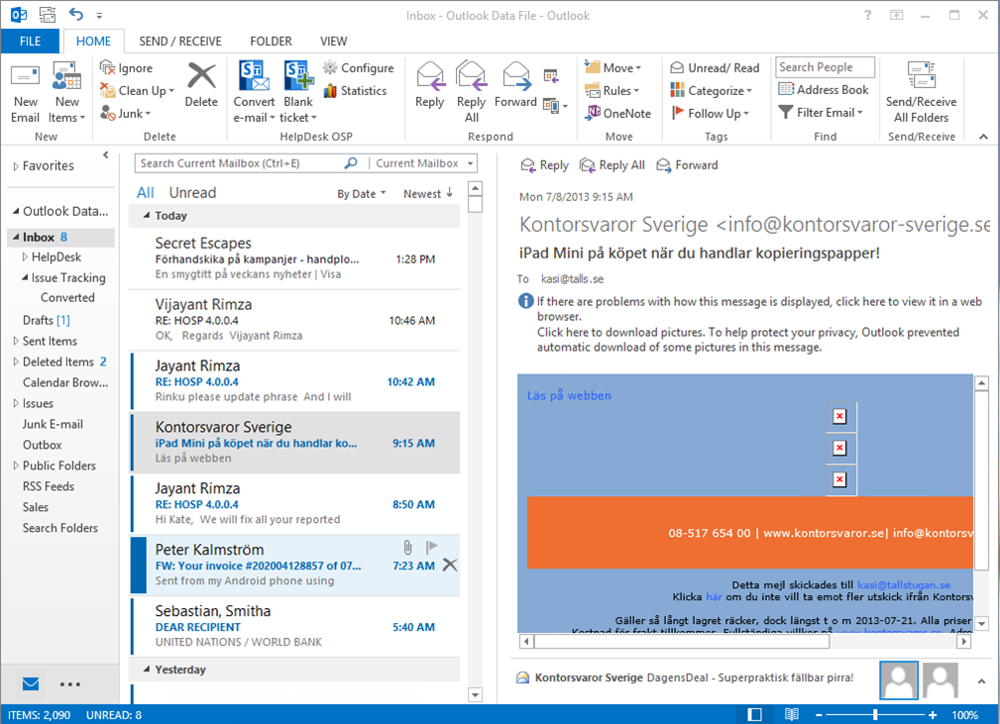 Inbox - Outlook Data File - Outlook
FILE HOME SEND / RECEIVE FOLDER VIEW
New Email
New Items
New
Ignore
Clean Up
Junk
Delete
Delete
Convert e-mail
Blank ticket
Configure
Statistics
HelpDesk OSP
Reply
Reply All
Forward
Respond
Move
Rules
OneNote
Move
Unread/ Read
Categorize
Follow Up
Tags
Search People
Address Book
Filter Email
Find
Send/Receive All Folders
Send/Receive
Favorites
Outlook Data...
Inbox 8
HelpDesk
Issue Tracking
Converted
Drafts [1]
Sent Items
Deleted Items 2
Calendar Brow...
Issues
Junk E-mail
Outbox
Public Folders
RSS Feeds
Sales
Search Folders
Search Current Mailbox (Ctrl+E) Current Mailbox
All Unread By Date Newest ↓
Today
Secret Escapes
Förhandskika på kampanjer - handplo... 1:28 PM
En smygtitt på veckans nyheter | Visa
Vijayant Rimza
RE: HOSP 4.0.0.4 10:46 AM
OK, Regards Vijayant Rimza
Jayant Rimza
RE: HOSP 4.0.0.4 10:42 AM
Rinku please update phrase And I will
Kontorsvaror Sverige
iPad Mini på köpet när du handlar ko... 9:15 AM
Läs på webben
Jayant Rimza
RE: HOSP 4.0.0.4 8:50 AM
Hi Kate, We will fix all your reported
Peter Kalmström
FW: Your invoice #202004128857 of 07... 7:23 AM
Sent from my Android phone using
Sebastian, Smitha
DEAR RECIPIENT 5:40 AM
UNITED NATIONS / WORLD BANK
Yesterday
Reply Reply All Forward
Mon 7/8/2013 9:15 AM
Kontorsvaror Sverige <info@kontorsvaror-sverige.se
iPad Mini på köpet när du handlar kopieringspapper!
To kasi@talls.se
If there are problems with how this message is displayed, click here to view it in a web
browser.
Click here to download pictures. To help protect your privacy, Outlook prevented
automatic download of some pictures in this message.
Läs på webben
08-517 654 00 | www.kontorsvaror.se| info@kontorsv
Detta mejl skickades till kasi@tallstugan.se
Klicka här om du inte vill ta emot fler utskick ifrån Kontorsv
Gäller så långt lagret räcker, dock längst t o m 2013-07-21. Alla priser
Kostnad för frakt tillkommer. Fullständiga villkor på www.kontorsvaror.se. Adre
Kontorsvaror Sverige DagensDeal - Superpraktisk fällbar pirra!
ITEMS: 2,090 UNREAD: 8 100%